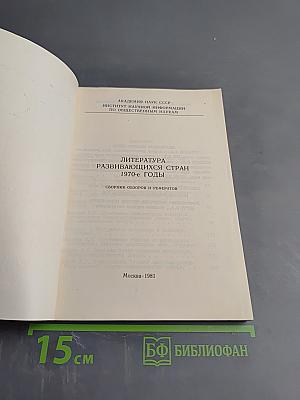 АКАДЕМИЯ НАУК СССР
ИНСТИТУТ НАУЧНОЙ ИНФОРМАЦИИ
ПО ОБЩЕСТВЕННЫМ НАУКАМ
ЛИТЕРАТУРА
РАЗВИВАЮЩИХСЯ СТРАН
1970-е ГОДЫ
СБОРНИК ОБЗОРОВ И РЕФЕРАТОВ
Москва-1981
15 см
БФ БИБЛИОФАН